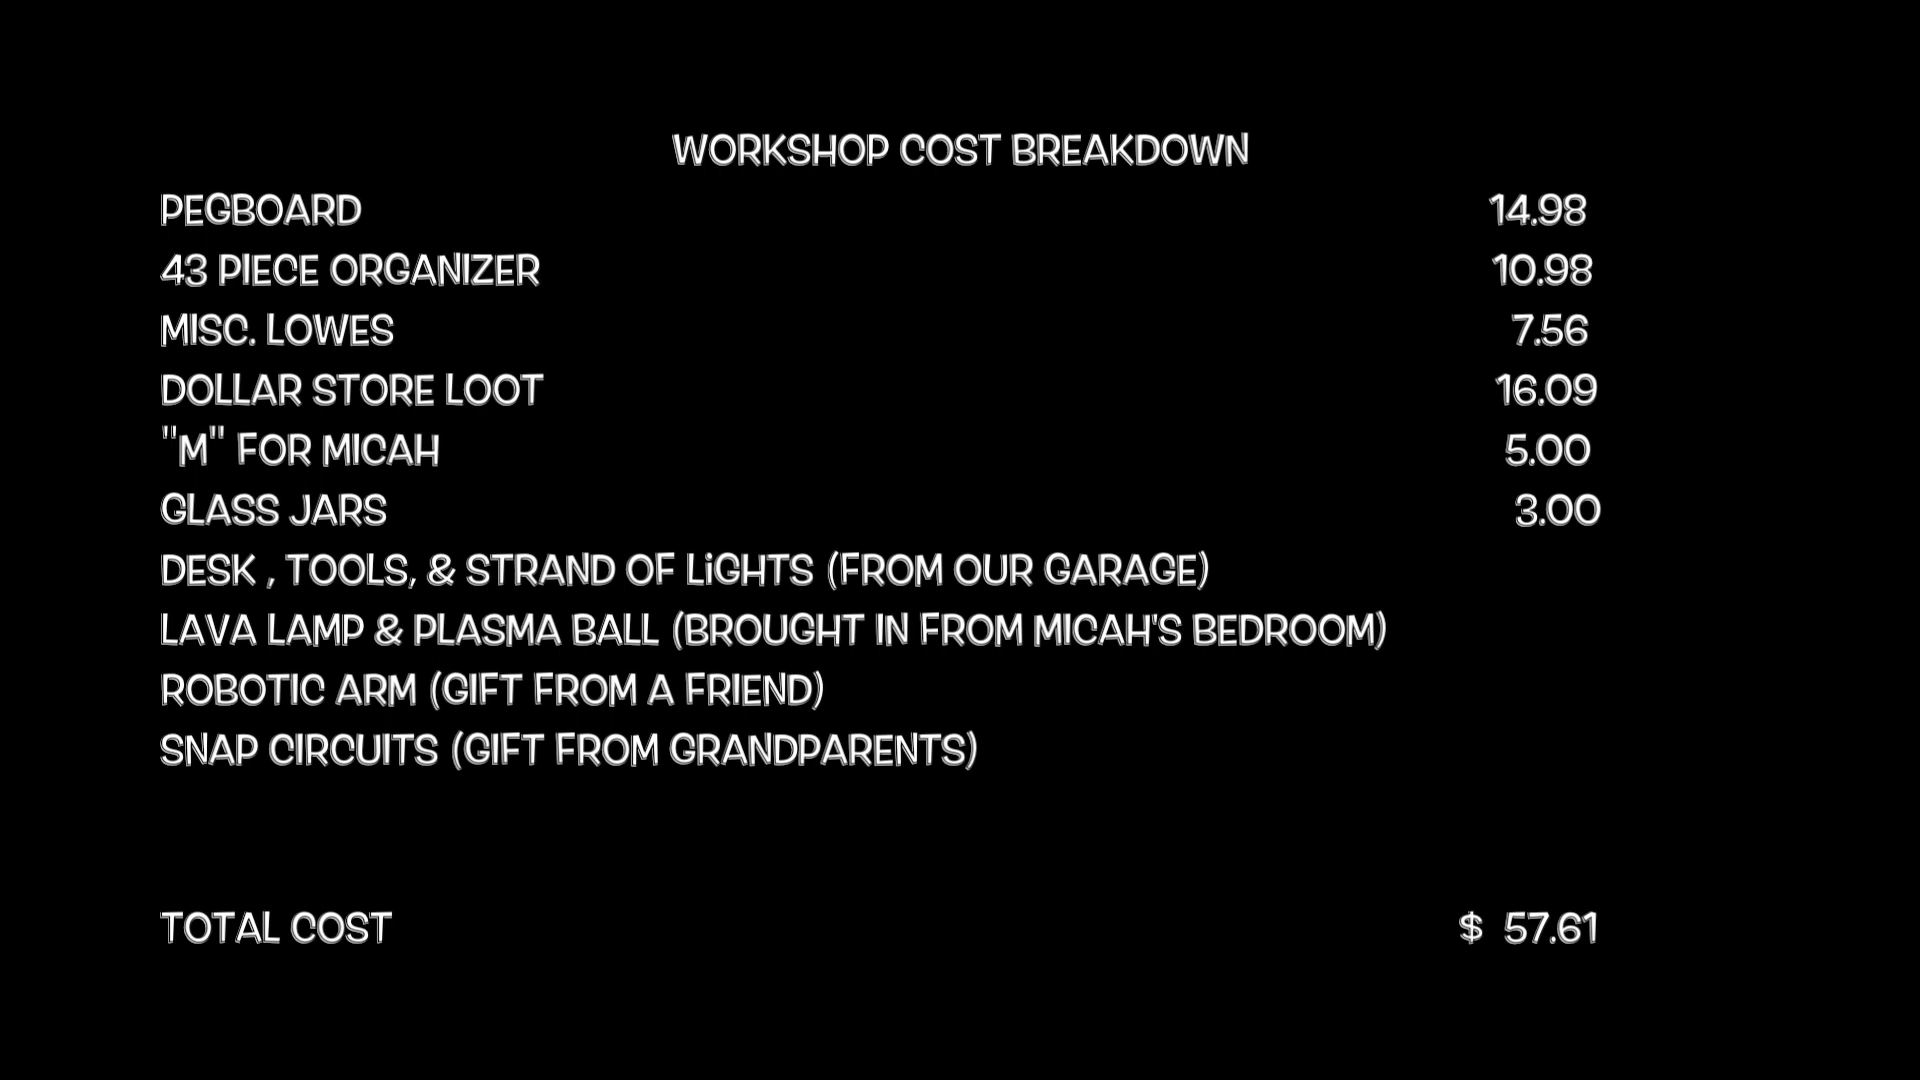 WORKSHOP COST BREAKDOWN
PEGBOARD 14.98
43 PIECE ORGANIZER 10.98
MISC. LOWES 7.56
DOLLAR STORE LOOT 16.09
"M" FOR MICAH 5.00
GLASS JARS 3.00
DESK , TOOLS, & STRAND OF LiGHTS (FROM OUR GARAGE)
LAVA LAMP & PLASMA BALL (BROUGHT IN FROM MICAH'S BEDROOM)
ROBOTIC ARM (GIFT FROM A FRIEND)
SNAP CIRCUITS (GIFT FROM GRANDPARENTS)
TOTAL COST $ 57.61